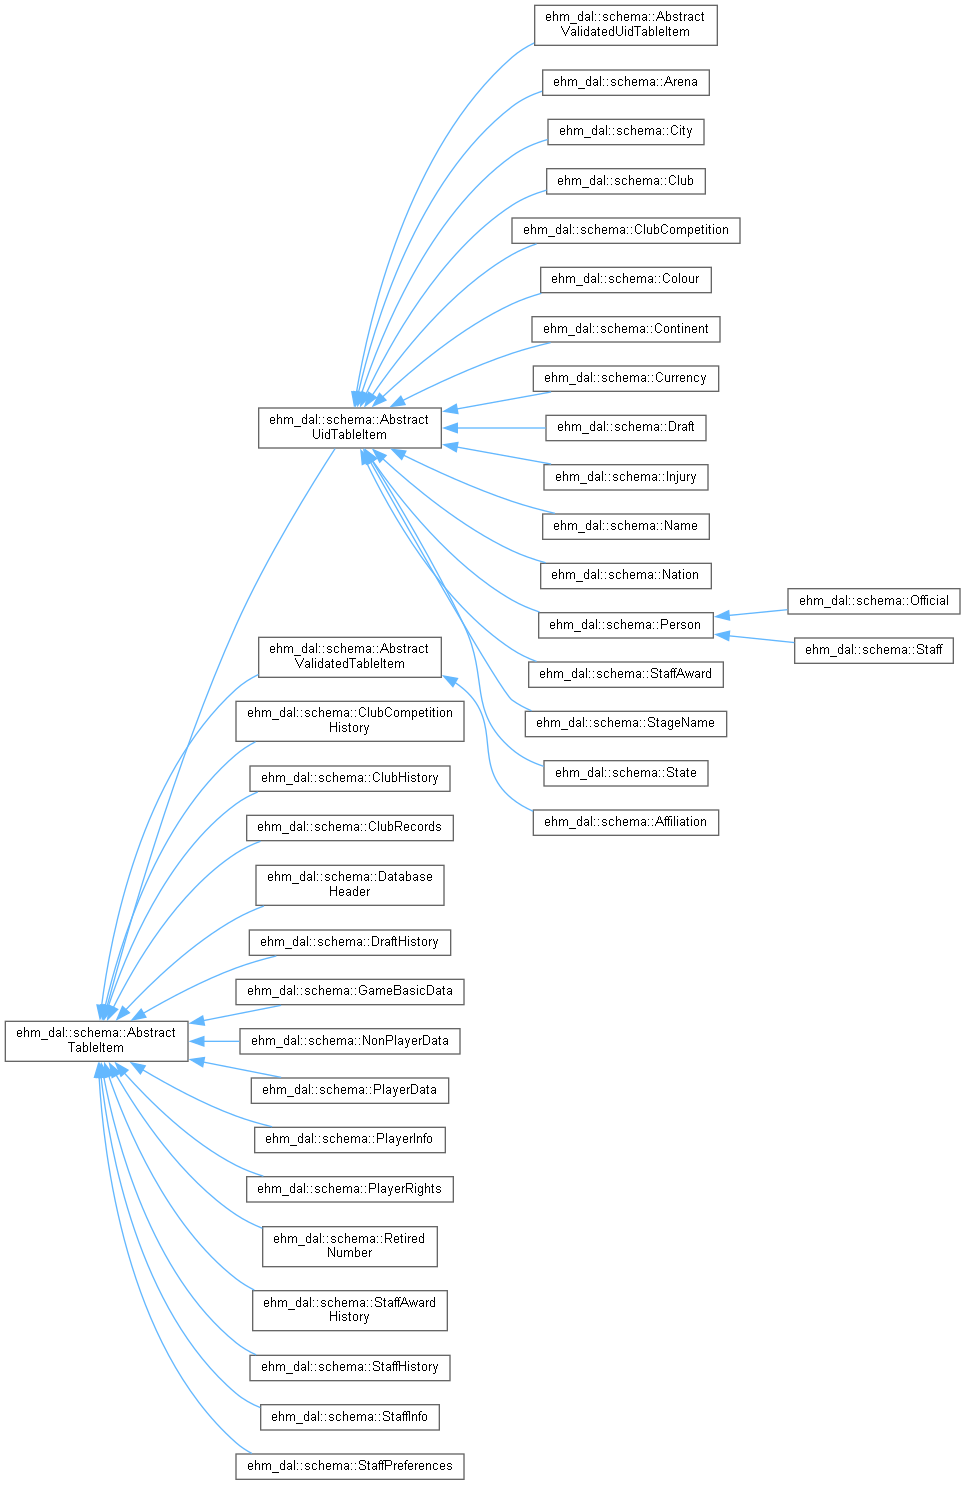 ehm_dal::schema::Abstract
ValidatedUidTableItem
ehm_dal::schema::Arena
ehm_dal::schema::City
ehm_dal::schema::Club
ehm_dal::schema::ClubCompetition
ehm_dal::schema::Colour
ehm_dal::schema::Continent
ehm_dal::schema::Currency
ehm_dal::schema::Abstract
UidTableItem
ehm_dal::schema::Draft
ehm_dal::schema::Injury
ehm_dal::schema::Name
ehm_dal::schema::Nation
ehm_dal::schema::Official
ehm_dal::schema::Person
ehm_dal::schema::Staff
ehm_dal::schema::Abstract
ValidatedTableItem
ehm_dal::schema::StaffAward
ehm_dal::schema::ClubCompetition
History
ehm_dal::schema::StageName
ehm_dal::schema::ClubHistory
ehm_dal::schema::State
ehm_dal::schema::ClubRecords
ehm_dal::schema::Affiliation
ehm_dal::schema::Database
Header
ehm_dal::schema::DraftHistory
ehm_dal::schema::GameBasicData
ehm_dal::schema::Abstract
TableItem
ehm_dal::schema::NonPlayerData
ehm_dal::schema::PlayerData
ehm_dal::schema::PlayerInfo
ehm_dal::schema::PlayerRights
ehm_dal::schema::Retired
Number
ehm_dal::schema::StaffAward
History
ehm_dal::schema::StaffHistory
ehm_dal::schema::StaffInfo
ehm_dal::schema::StaffPreferences